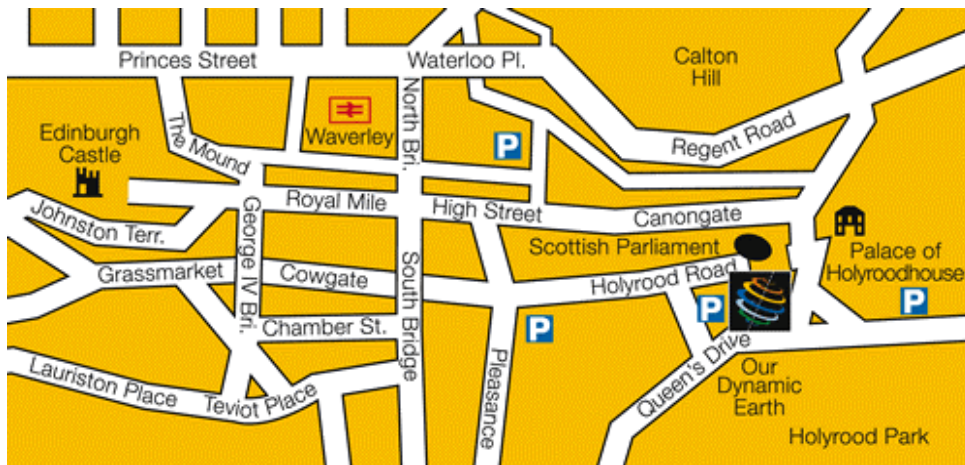 Princes Street
Waterloo Pl.
Calton
Hill
North Bri.
Waverley
Edinburgh
Castle
The Mound
P
Regent Road
Royal Mile
High Street
Canongate
Johnston Terr.
George IV Bri.
Scottish Parliament
Palace of
Holyroodhouse
Grassmarket
Cowgate
South Bridge
Holyrood Road
P
P
P
Chamber St.
Pleasance
Queen's Drive
Lauriston Place
Teviot Place
Our
Dynamic
Earth
Holyrood Park